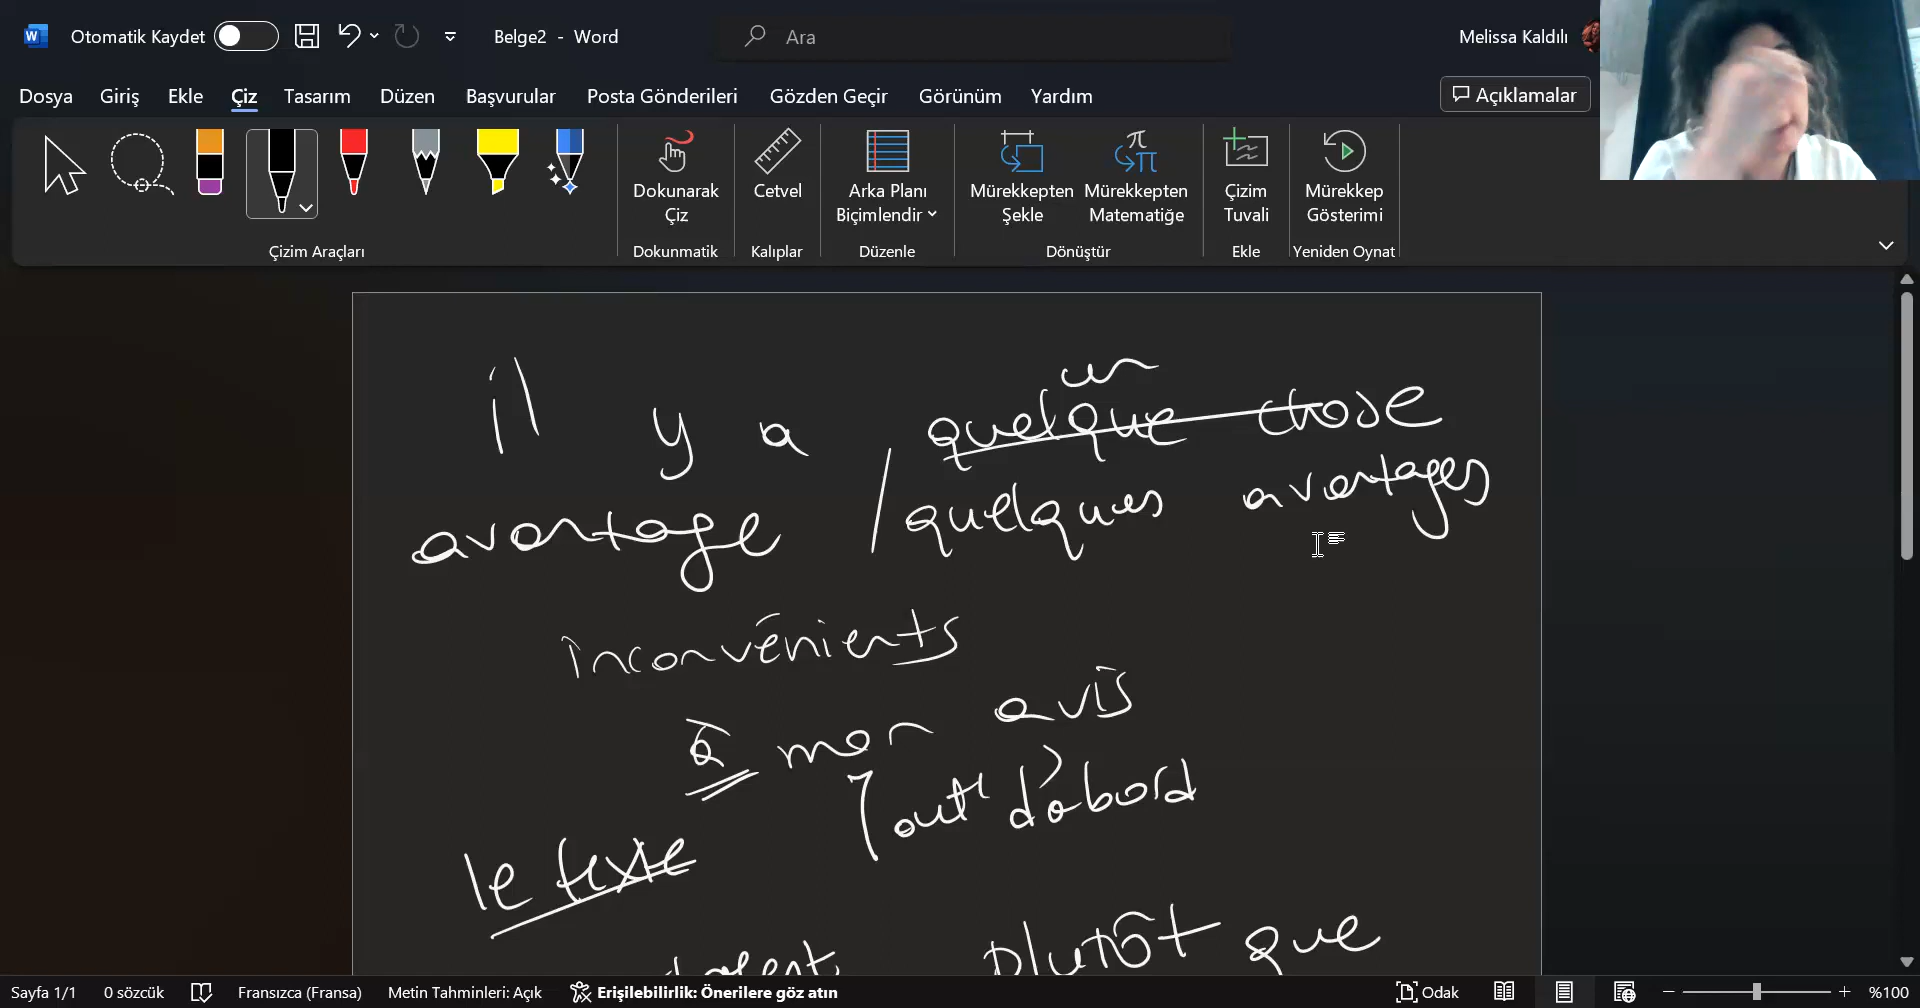 Otomatik Kaydet
Belge2 - Word
Ara
Melissa Kaldılı
Dosya Giriş Ekle Çiz Tasarım Düzen Başvurular Posta Gönderileri Gözden Geçir Görünüm Yardım
Açıklamalar
Dokunarak Çiz
Cetvel
Arka Planı Biçimlendir
Mürekkepten Şekle
Mürekkepten Matematiğe
Çizim Tuvali
Mürekkep Gösterimi
Çizim Araçları
Dokunmatik
Kalıplar
Düzenle
Dönüştür
Ekle
Yeniden Oynat
un
il y a quelque chose
avantage / quelques avantages
inconvénients
à mon avis
tout d'abord
le texte
plutôt que
Sayfa 1/1 0 sözcük Fransızca (Fransa) Metin Tahminleri: Açık Erişilebilirlik: Önerilere göz atın Odak %100